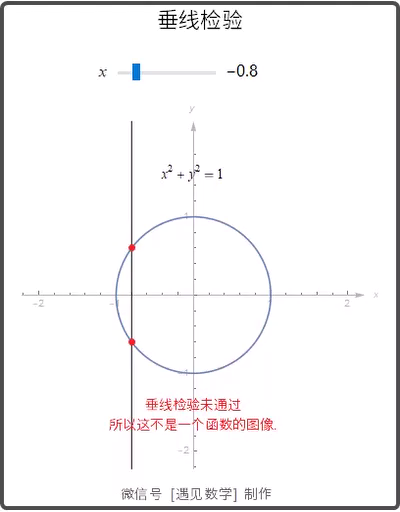 垂线检验
x −0.8
y
x² + y² = 1
1
-2 -1 2 x
-1
垂线检验未通过
所以这不是一个函数的图像.
-2
微信号 [遇见数学] 制作